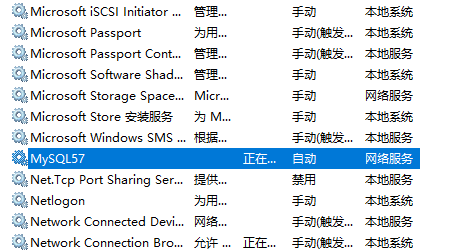 Microsoft iSCSI Initiator ... 管理... 手动 本地系统
Microsoft Passport 为用... 手动(触发... 本地系统
Microsoft Passport Cont... 管理... 手动(触发... 本地服务
Microsoft Software Shad... 管理... 手动 本地系统
Microsoft Storage Space... Micr... 手动 网络服务
Microsoft Store 安装服务 为 M... 手动 本地系统
Microsoft Windows SMS ... 根据... 手动(触发... 本地服务
MySQL57 正在... 自动 网络服务
Net.Tcp Port Sharing Ser... 提供... 禁用 本地服务
Netlogon 为用... 手动 本地系统
Network Connected Devi... 网络... 手动(触发... 本地服务
Network Connection Bro... 允许 ... 正在... 手动(触发... 本地系统